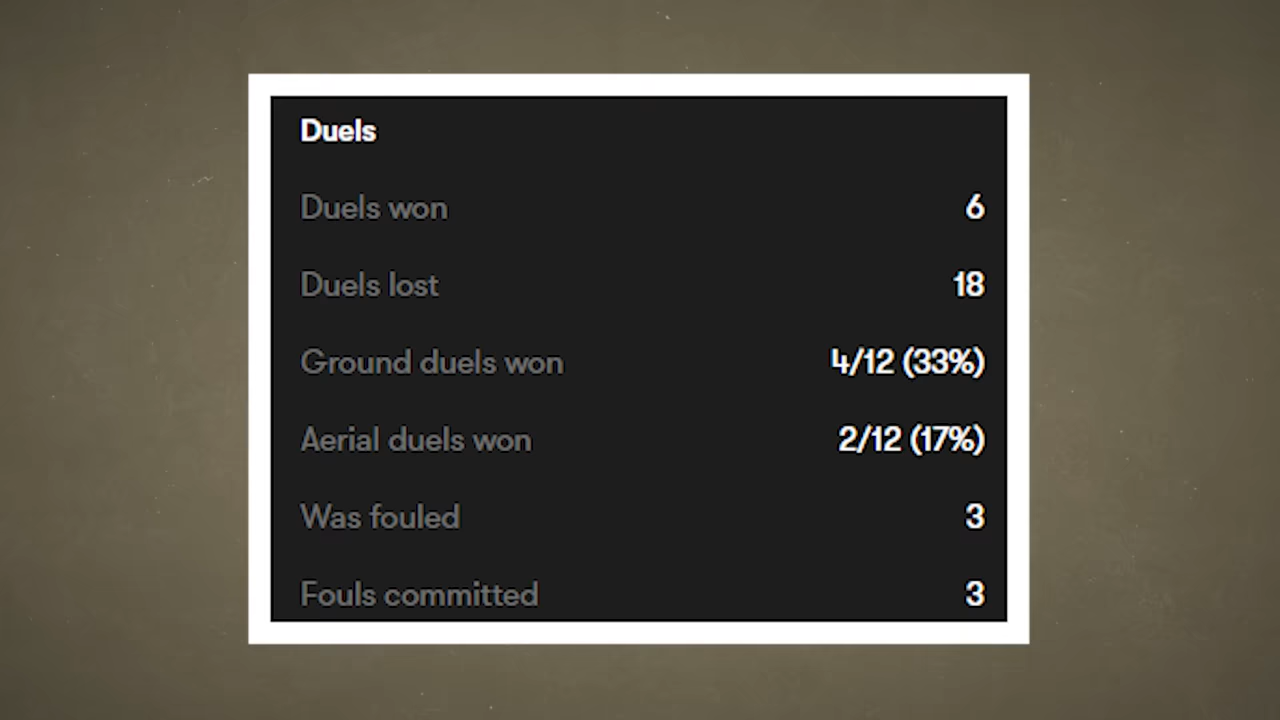 Duels
Duels won 6
Duels lost 18
Ground duels won 4/12 (33%)
Aerial duels won 2/12 (17%)
Was fouled 3
Fouls committed 3